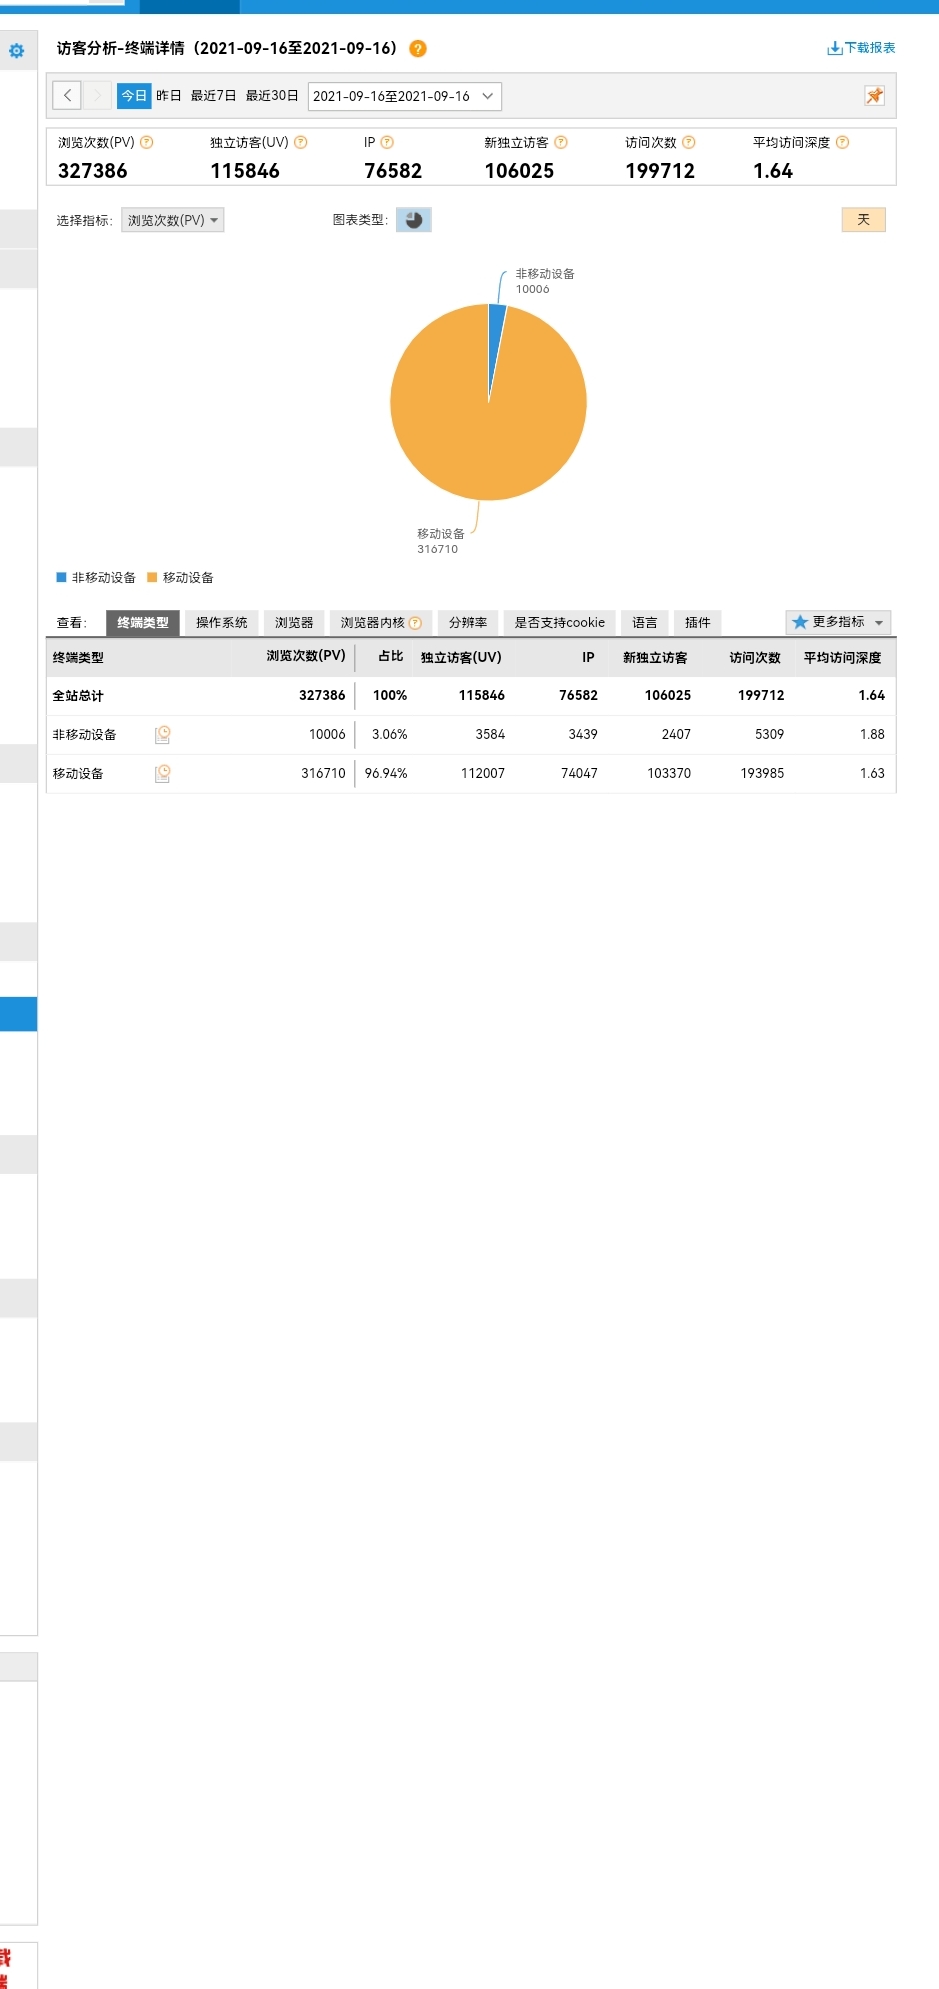 访客分析-终端详情（2021-09-16至2021-09-16） ? 下载报表
今日 昨日 最近7日 最近30日 2021-09-16至2021-09-16
浏览次数(PV) ? 独立访客(UV) ? IP ? 新独立访客 ? 访问次数 ? 平均访问深度 ?
327386 115846 76582 106025 199712 1.64
选择指标: 浏览次数(PV) 图表类型: 天
非移动设备
10006
移动设备
316710
非移动设备 移动设备
查看: 终端类型 操作系统 浏览器 浏览器内核 ? 分辨率 是否支持cookie 语言 插件 更多指标
终端类型 浏览次数(PV) 占比 独立访客(UV) IP 新独立访客 访问次数 平均访问深度
全站总计 327386 100% 115846 76582 106025 199712 1.64
非移动设备 10006 3.06% 3584 3439 2407 5309 1.88
移动设备 316710 96.94% 112007 74047 103370 193985 1.63